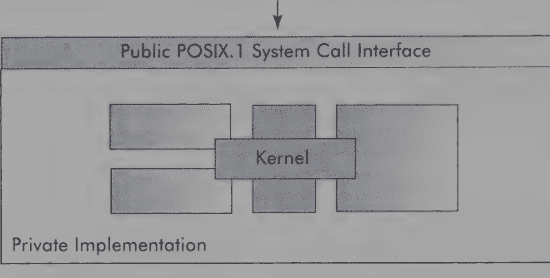 Public POSIX.1 System Call Interface
Kernel
Private Implementation